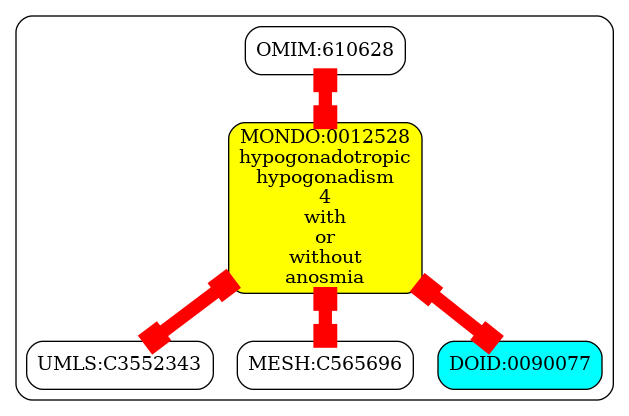 OMIM:610628
MONDO:0012528
hypogonadotropic
hypogonadism
4
with
or
without
anosmia
UMLS:C3552343
MESH:C565696
DOID:0090077